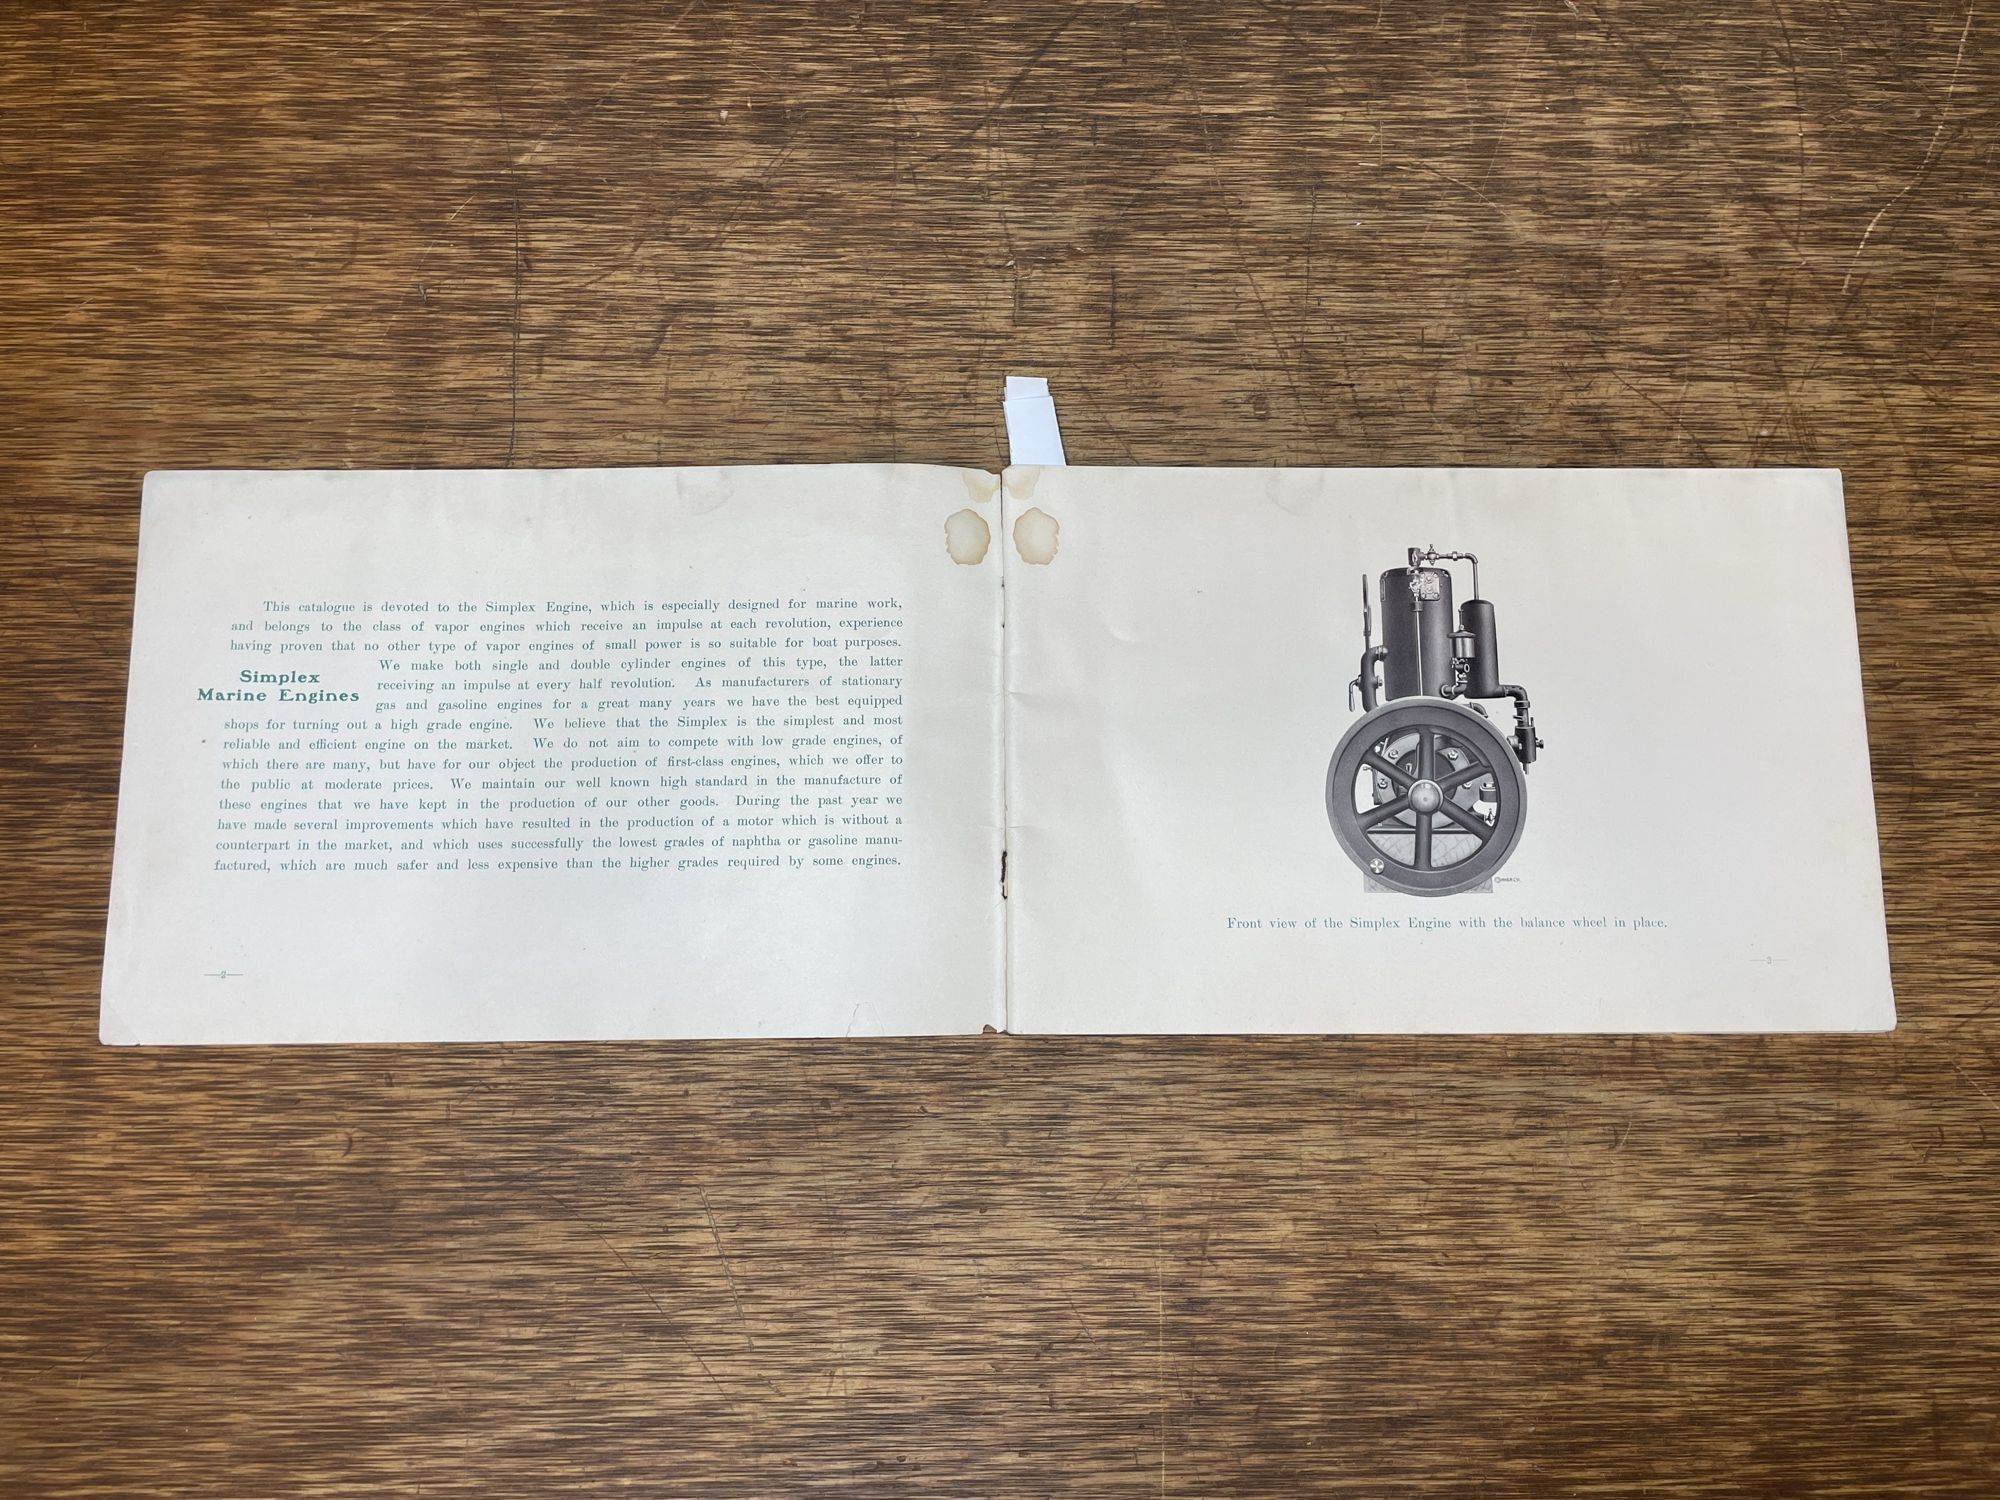 This catalogue is devoted to the Simplex Engine, which is especially designed for marine work,
and belongs to the class of vapor engines which receive an impulse at each revolution, experience
having proven that no other type of vapor engines of small power is so suitable for boat purposes.
Simplex
Marine Engines
We make both single and double cylinder engines of this type, the latter
receiving an impulse at every half revolution. As manufacturers of stationary
gas and gasoline engines for a great many years we have the best equipped
shops for turning out a high grade engine. We believe that the Simplex is the simplest and most
reliable and efficient engine on the market. We do not aim to compete with low grade engines, of
which there are many, but have for our object the production of first-class engines, which we offer to
the public at moderate prices. We maintain our well known high standard in the manufacture of
these engines that we have kept in the production of our other goods. During the past year we
have made several improvements which have resulted in the production of a motor which is without a
counterpart in the market, and which uses successfully the lowest grades of naphtha or gasoline manu-
factured, which are much safer and less expensive than the higher grades required by some engines.
—2—
Front view of the Simplex Engine with the balance wheel in place.
—3—